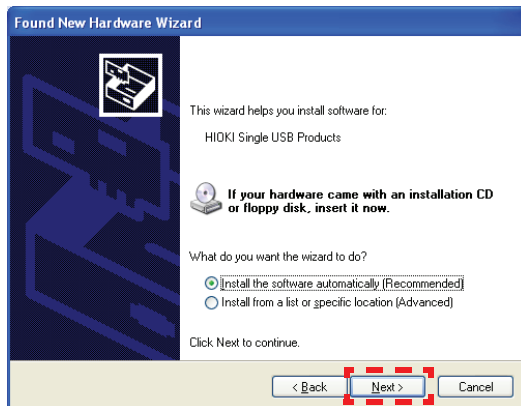 Found New Hardware Wizard
This wizard helps you install software for:
HIOKI Single USB Products
If your hardware came with an installation CD
or floppy disk, insert it now.
What do you want the wizard to do?
Install the software automatically (Recommended)
Install from a list or specific location (Advanced)
Click Next to continue.
< Back Next > Cancel